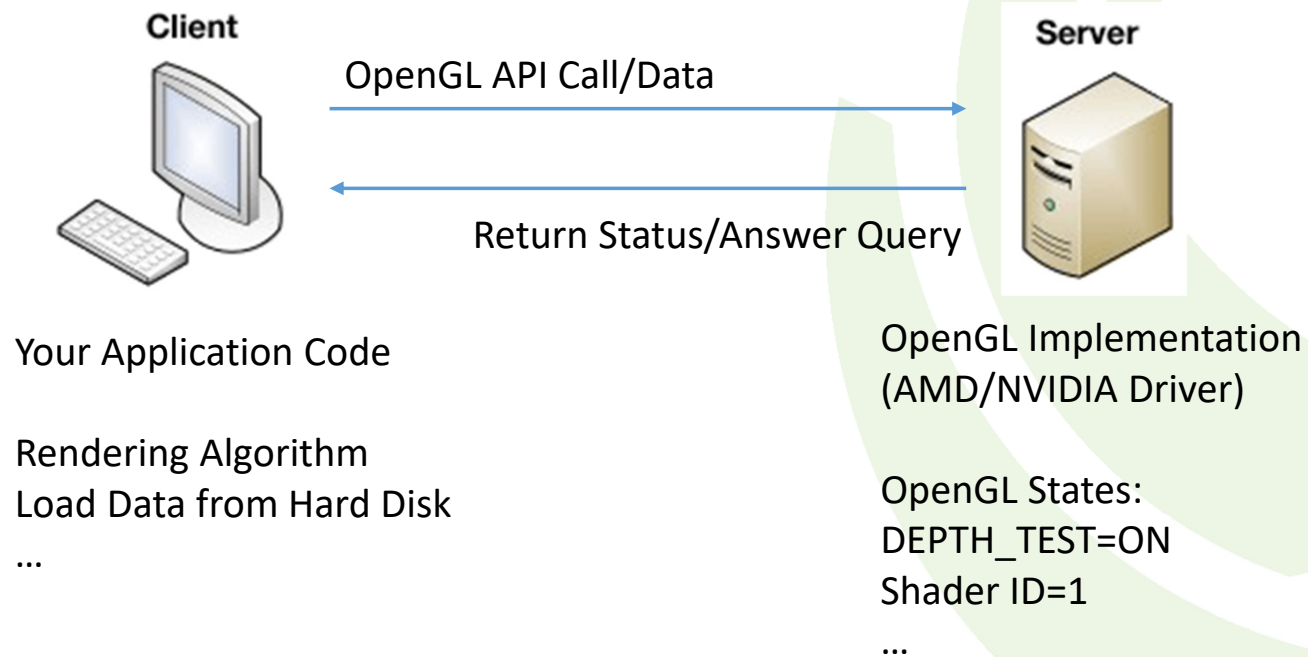 Client
Server
OpenGL API Call/Data
Return Status/Answer Query
Your Application Code
Rendering Algorithm
Load Data from Hard Disk
…
OpenGL Implementation
(AMD/NVIDIA Driver)
OpenGL States:
DEPTH_TEST=ON
Shader ID=1
…